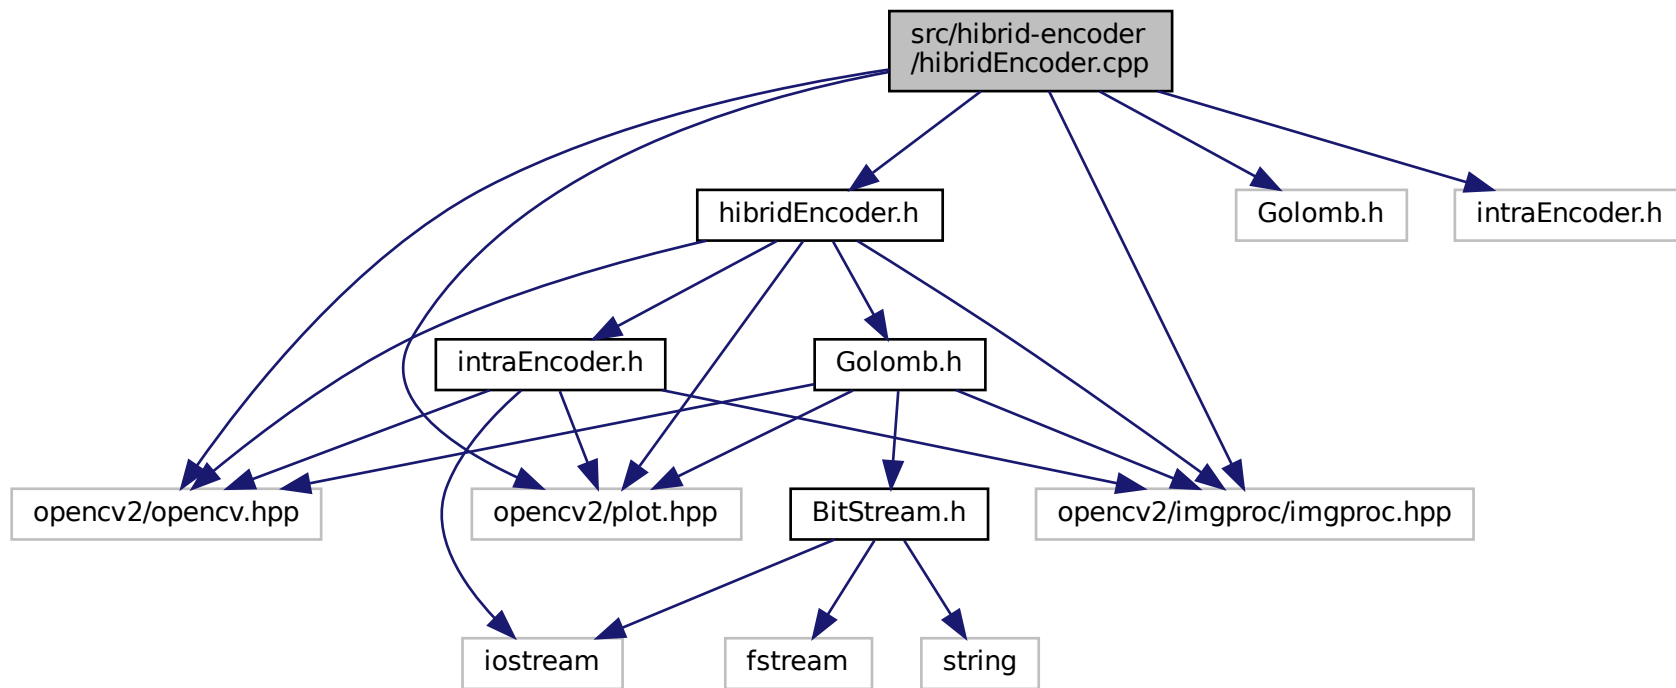 src/hibrid-encoder
/hibridEncoder.cpp
hibridEncoder.h
Golomb.h
intraEncoder.h
intraEncoder.h
Golomb.h
opencv2/opencv.hpp
opencv2/plot.hpp
BitStream.h
opencv2/imgproc/imgproc.hpp
iostream
fstream
string